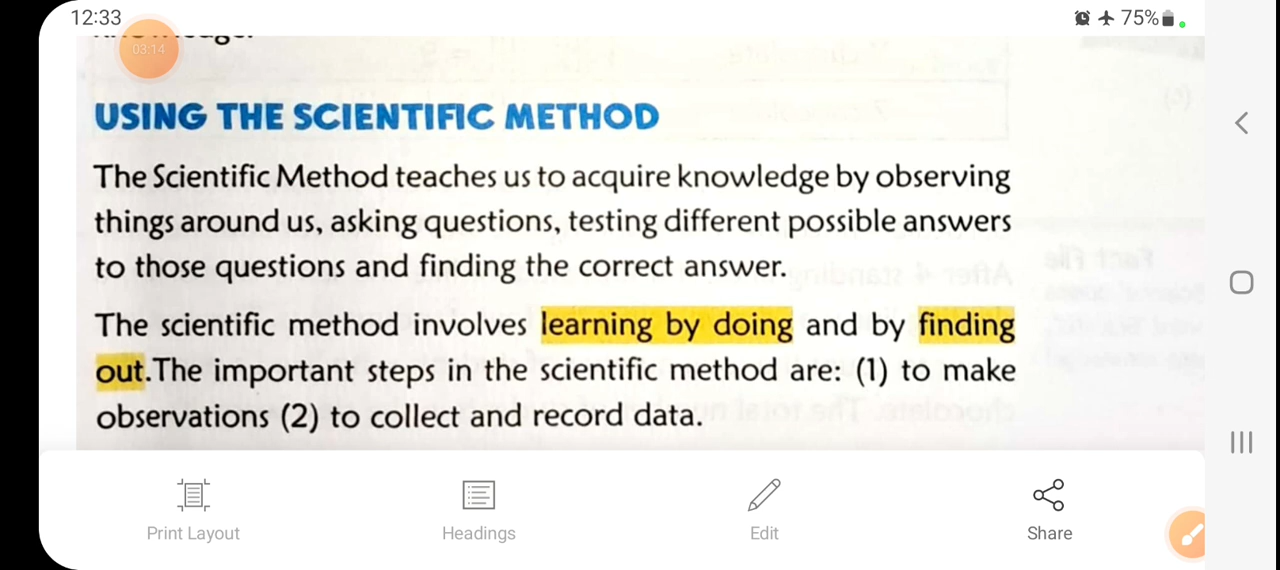 12:33
75%
03:14
USING THE SCIENTIFIC METHOD
The Scientific Method teaches us to acquire knowledge by observing
things around us, asking questions, testing different possible answers
to those questions and finding the correct answer.
The scientific method involves learning by doing and by finding
out. The important steps in the scientific method are: (1) to make
observations (2) to collect and record data.
Print Layout
Headings
Edit
Share